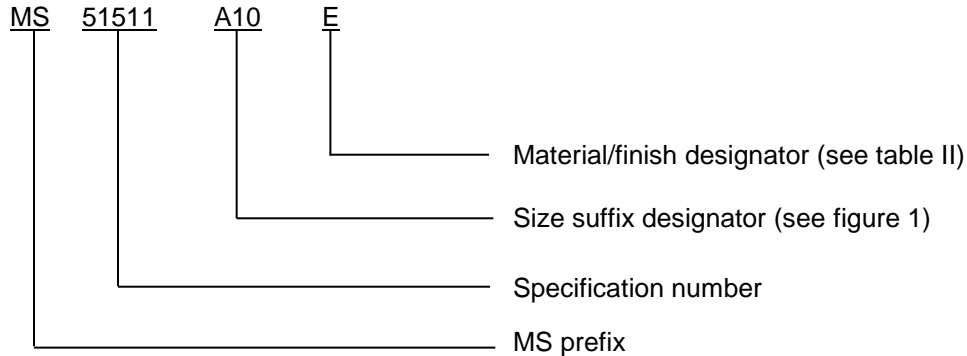 MS 51511 A10 E
Material/finish designator (see table II)
Size suffix designator (see figure 1)
Specification number
MS prefix